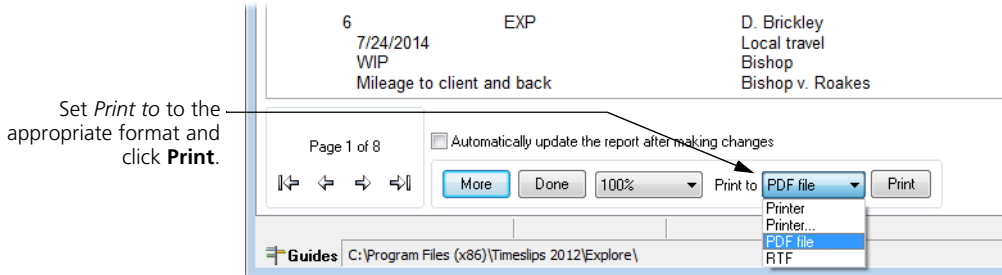 6 EXP D. Brickley
7/24/2014 Local travel
WIP Bishop
Mileage to client and back Bishop v. Roakes
Set Print to to the
appropriate format and
click Print.
Page 1 of 8
Automatically update the report after making changes
More Done 100% Print to PDF file Print
Printer
Printer...
PDF file
RTF
Guides C:\Program Files (x86)\Timeslips 2012\Explore\